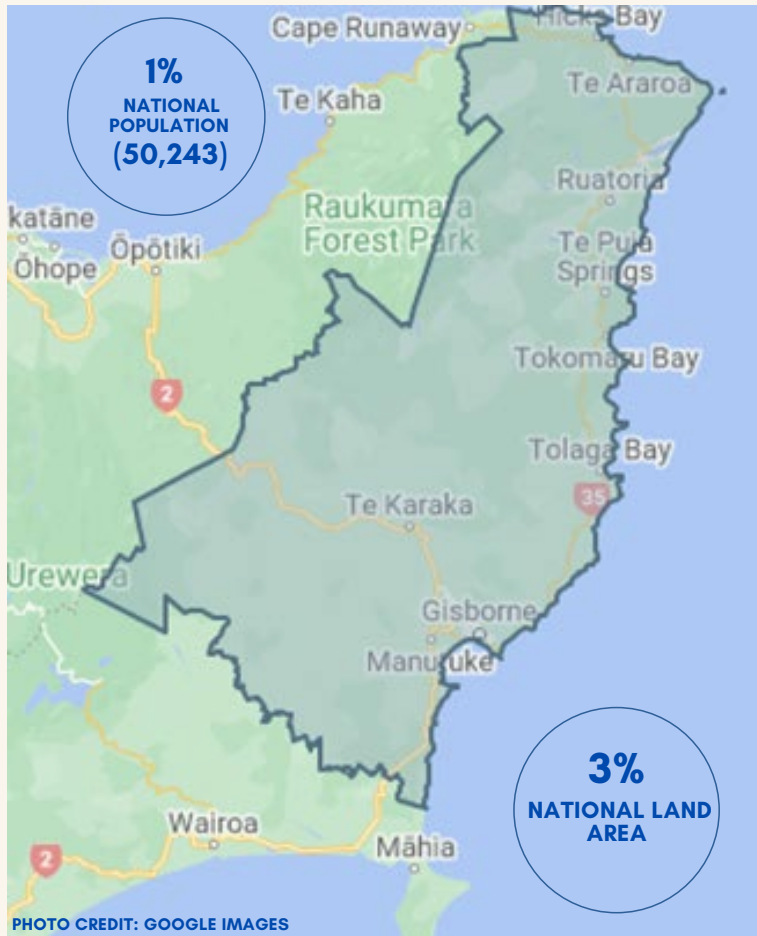 Hicks Bay
Cape Runaway
1%
NATIONAL
POPULATION
(50,243)
Te Araroa
Te Kaha
Ruatoria
Raukumara
Forest Park
katāne
Ōhope
Ōpōtiki
Te Puia
Springs
2
Tokomaru Bay
Tolaga Bay
35
Te Karaka
Urewera
Gisborne
Manutuke
3%
NATIONAL LAND
AREA
Wairoa
Māhia
2
PHOTO CREDIT: GOOGLE IMAGES